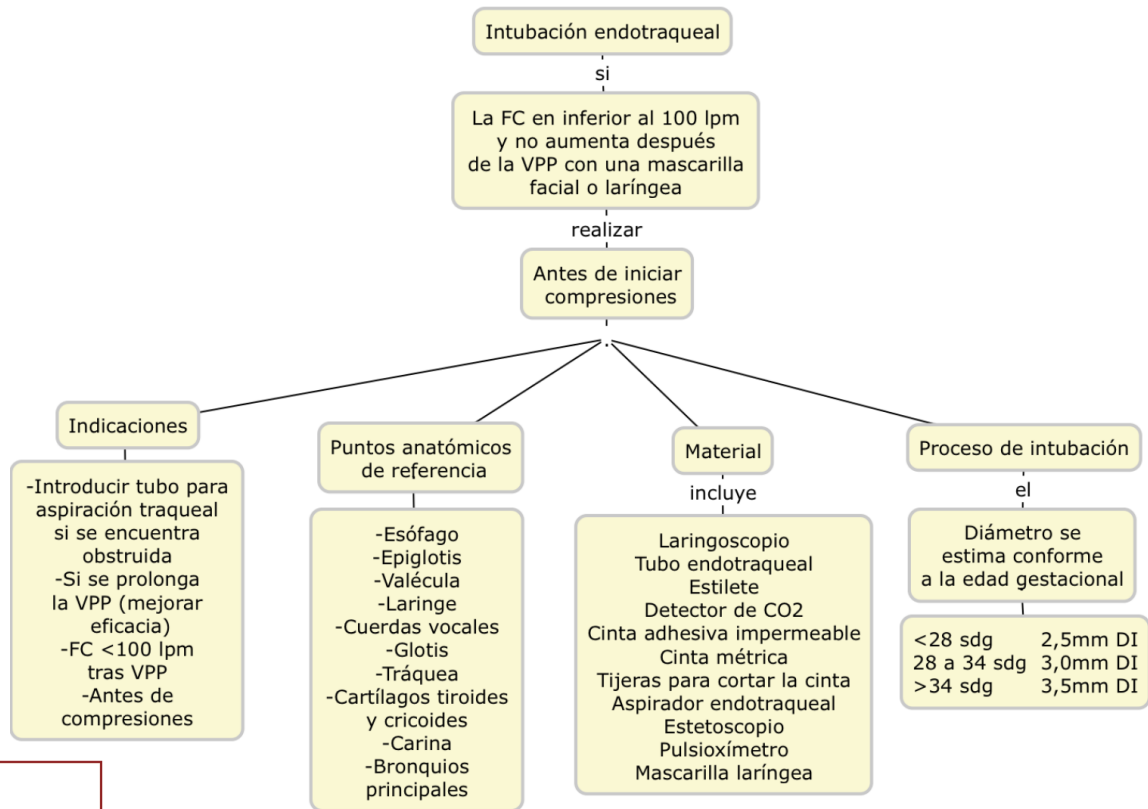 Intubación endotraqueal
si
La FC en inferior al 100 lpm
y no aumenta después
de la VPP con una mascarilla
facial o laríngea
realizar
Antes de iniciar
compresiones
.
Indicaciones
-Introducir tubo para
aspiración traqueal
si se encuentra
obstruida
-Si se prolonga
la VPP (mejorar
eficacia)
-FC <100 lpm
tras VPP
-Antes de
compresiones
Puntos anatómicos
de referencia
-Esófago
-Epiglotis
-Valécula
-Laringe
-Cuerdas vocales
-Glotis
-Tráquea
-Cartílagos tiroides
y cricoides
-Carina
-Bronquios
principales
Material
incluye
Laringoscopio
Tubo endotraqueal
Estilete
Detector de CO2
Cinta adhesiva impermeable
Cinta métrica
Tijeras para cortar la cinta
Aspirador endotraqueal
Estetoscopio
Pulsioxímetro
Mascarilla laríngea
Proceso de intubación
el
Diámetro se
estima conforme
a la edad gestacional
<28 sdg 2,5mm DI
28 a 34 sdg 3,0mm DI
>34 sdg 3,5mm DI